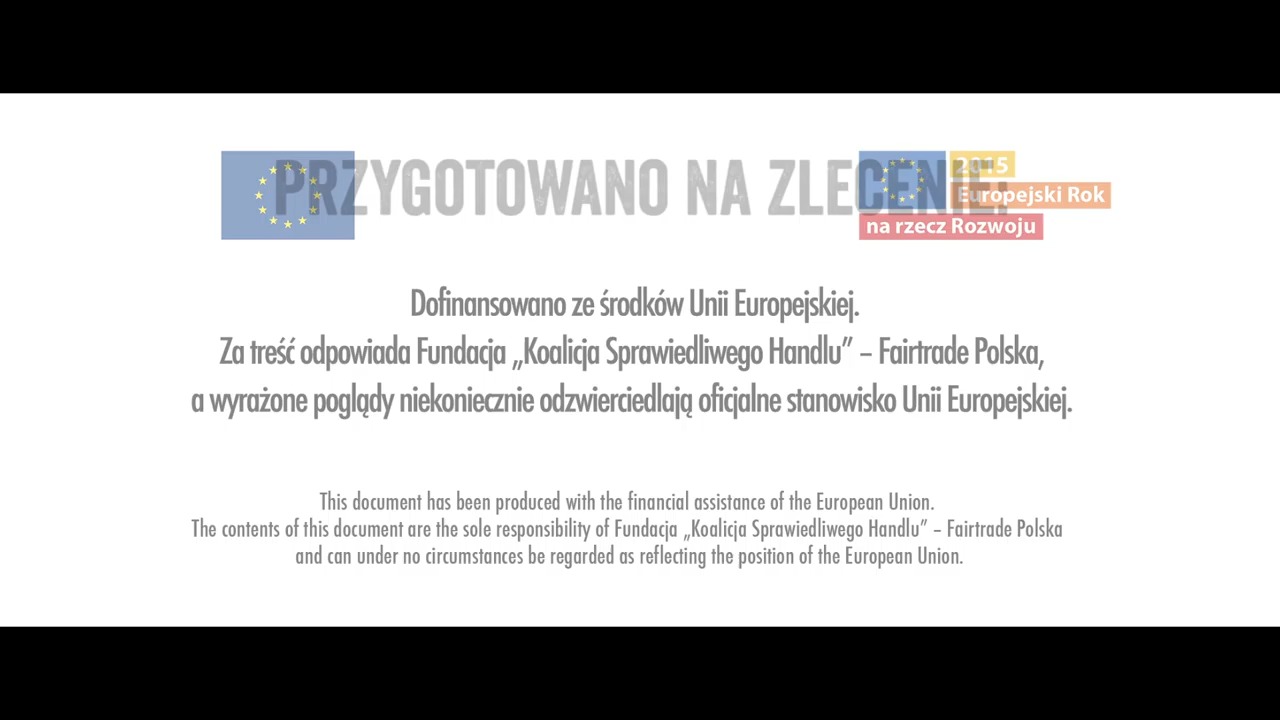 PRZYGOTOWANO NA ZLECENIE:
2015
Europejski Rok
na rzecz Rozwoju
Dofinansowano ze środków Unii Europejskiej.
Za treść odpowiada Fundacja „Koalicja Sprawiedliwego Handlu” – Fairtrade Polska,
a wyrażone poglądy niekoniecznie odzwierciedlają oficjalne stanowisko Unii Europejskiej.
This document has been produced with the financial assistance of the European Union.
The contents of this document are the sole responsibility of Fundacja „Koalicja Sprawiedliwego Handlu” – Fairtrade Polska
and can under no circumstances be regarded as reflecting the position of the European Union.